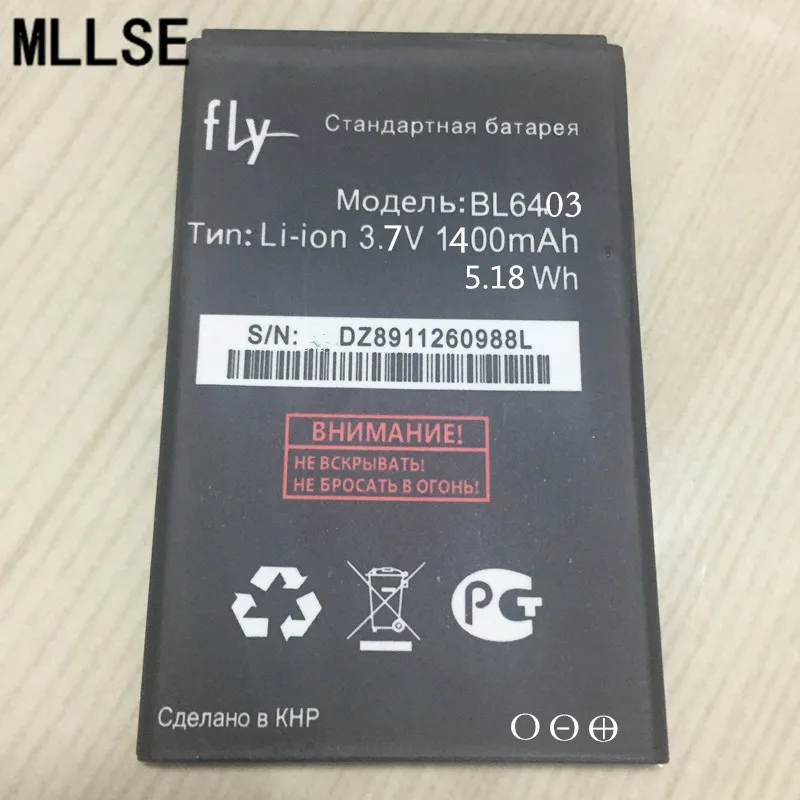 MLLSE
fly Стандартная батарея
Модель: BL6403
Тип: Li-ion 3.7V 1400mAh
5.18 Wh
S/N: DZ8911260988L
ВНИМАНИЕ!
НЕ ВСКРЫВАТЬ!
НЕ БРОСАТЬ В ОГОНЬ!
РСТ
Сделано в КНР